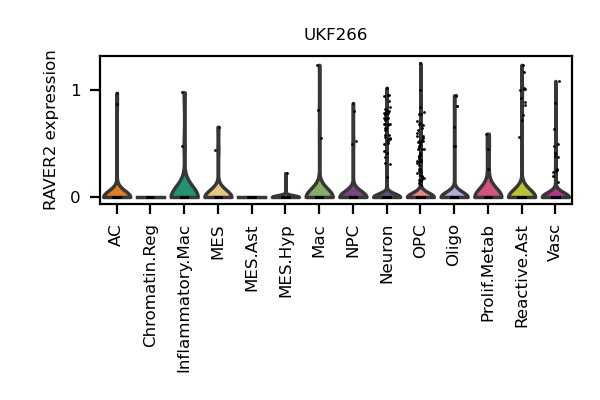 UKF266
RAVER2 expression
1
0
AC
Chromatin.Reg
Inflammatory.Mac
MES
MES.Ast
MES.Hyp
Mac
NPC
Neuron
OPC
Oligo
Prolif.Metab
Reactive.Ast
Vasc